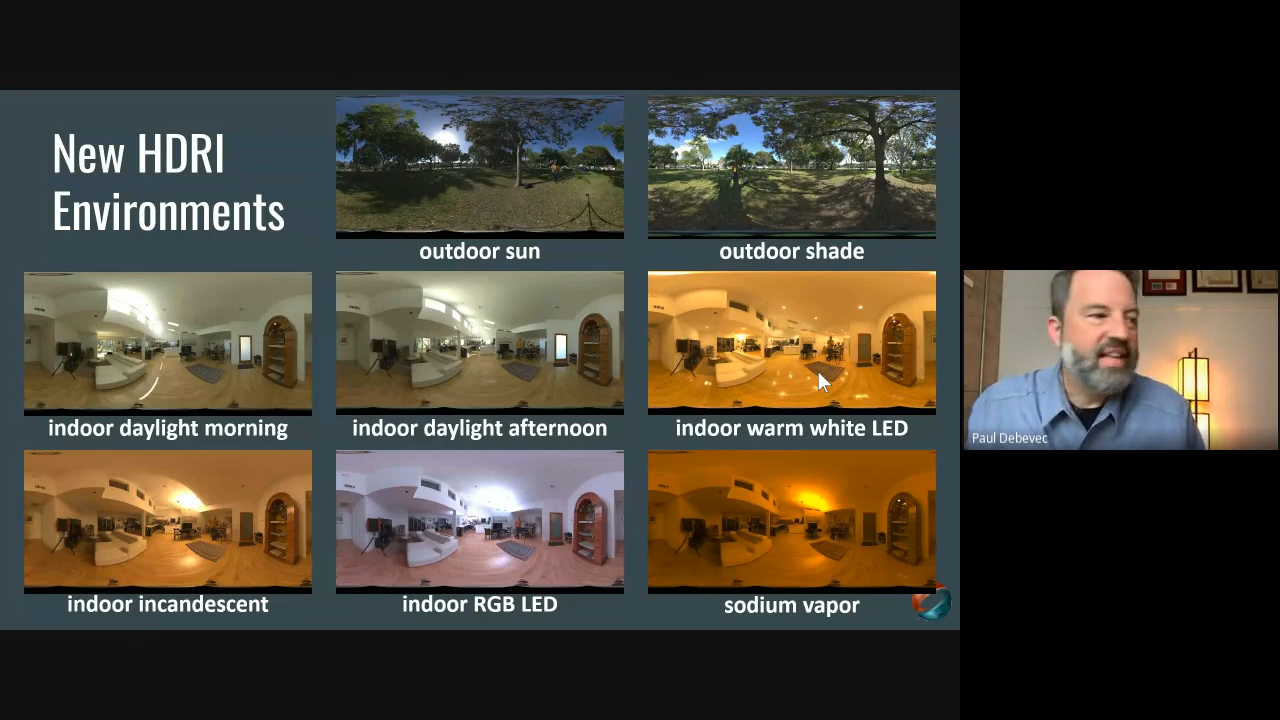 New HDRI
Environments
outdoor sun
outdoor shade
indoor daylight morning
indoor daylight afternoon
indoor warm white LED
indoor incandescent
indoor RGB LED
sodium vapor
Paul Debevec